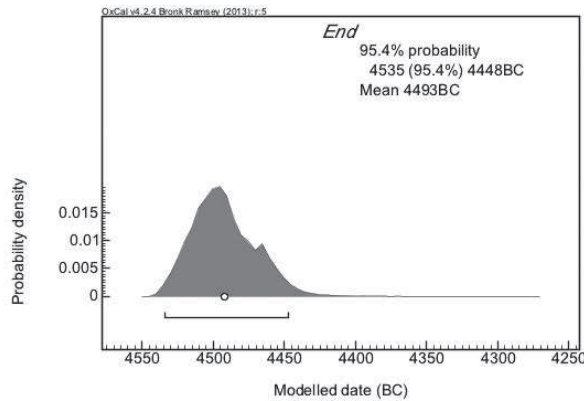 OxCal v4.2.4 Bronk Ramsey (2013); r:5
End
95.4% probability
4535 (95.4%) 4448BC
Mean 4493BC
Probability density
0.015
0.01
0.005
0
4550 4500 4450 4400 4350 4300 4250
Modelled date (BC)